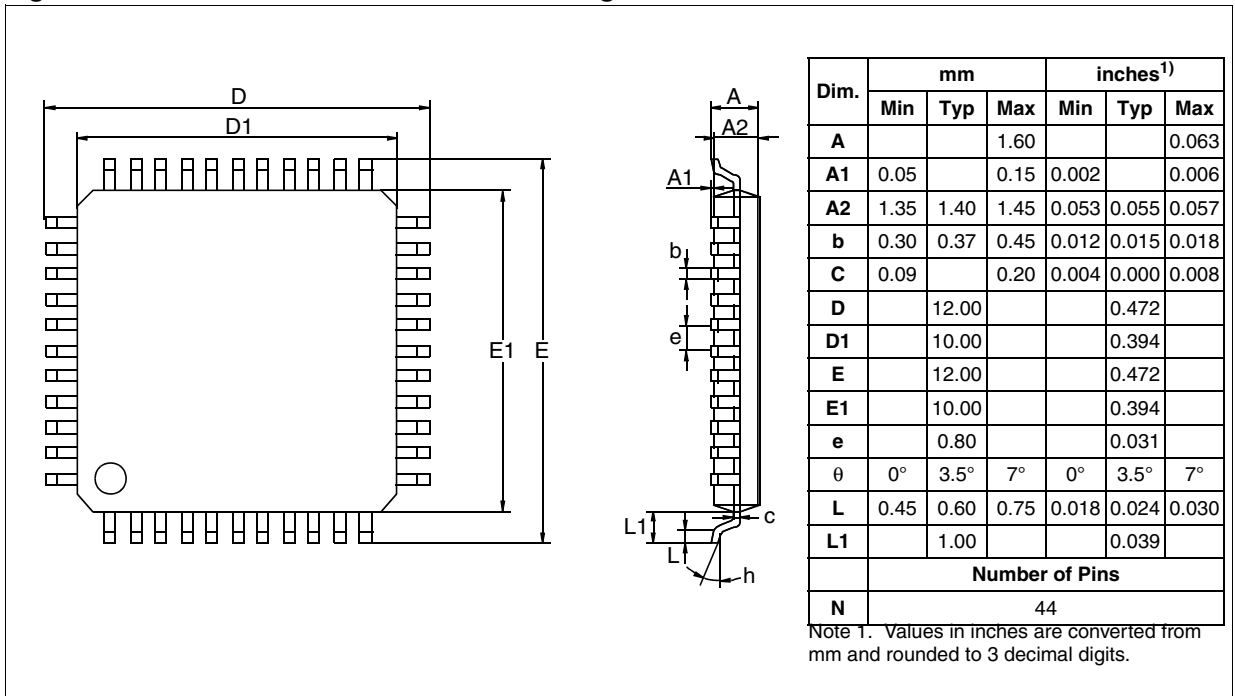 D
D1
E1 E
A
A2
A1
b
e
c
L1
L
h
Dim. mm inches1)
Min Typ Max Min Typ Max
A 1.60 0.063
A1 0.05 0.15 0.002 0.006
A2 1.35 1.40 1.45 0.053 0.055 0.057
b 0.30 0.37 0.45 0.012 0.015 0.018
C 0.09 0.20 0.004 0.000 0.008
D 12.00 0.472
D1 10.00 0.394
E 12.00 0.472
E1 10.00 0.394
e 0.80 0.031
θ 0° 3.5° 7° 0° 3.5° 7°
L 0.45 0.60 0.75 0.018 0.024 0.030
L1 1.00 0.039
Number of Pins
N 44
Note 1. Values in inches are converted from
mm and rounded to 3 decimal digits.